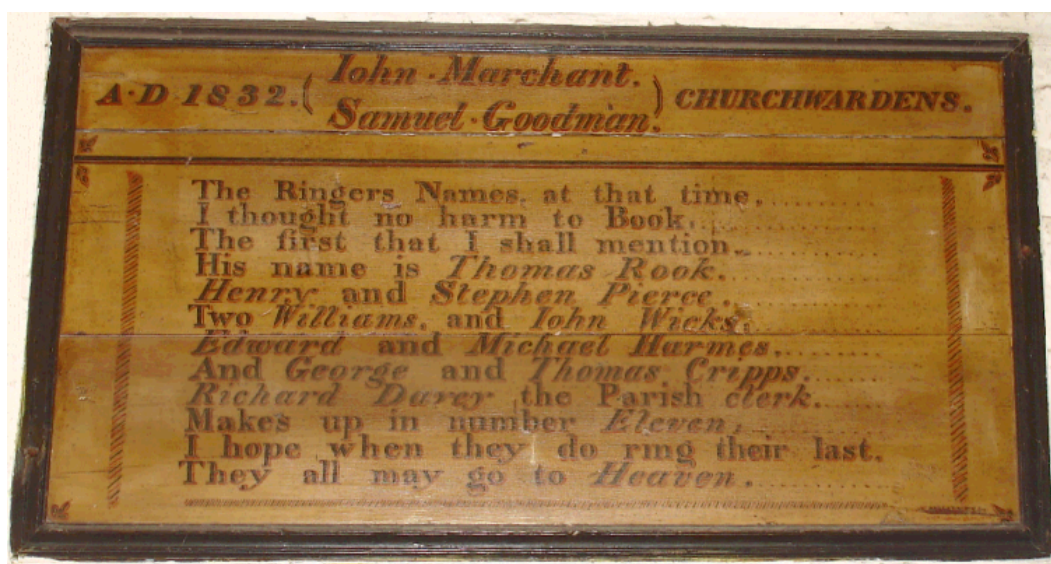 Iohn · Marchant.
A·D 1832. ( ) CHURCHWARDENS.
Samuel · Goodman.
The Ringers Names, at that time,
I thought no harm to Book,
The first that I shall mention,
His name is Thomas Rook.
Henry and Stephen Pierce,
Two Williams, and Iohn Wicks,
Edward and Michael Harmes,
And George and Thomas Cripps,
Richard Davey the Parish clerk
Makes up in number Eleven,
I hope when they do ring their last,
They all may go to Heaven.